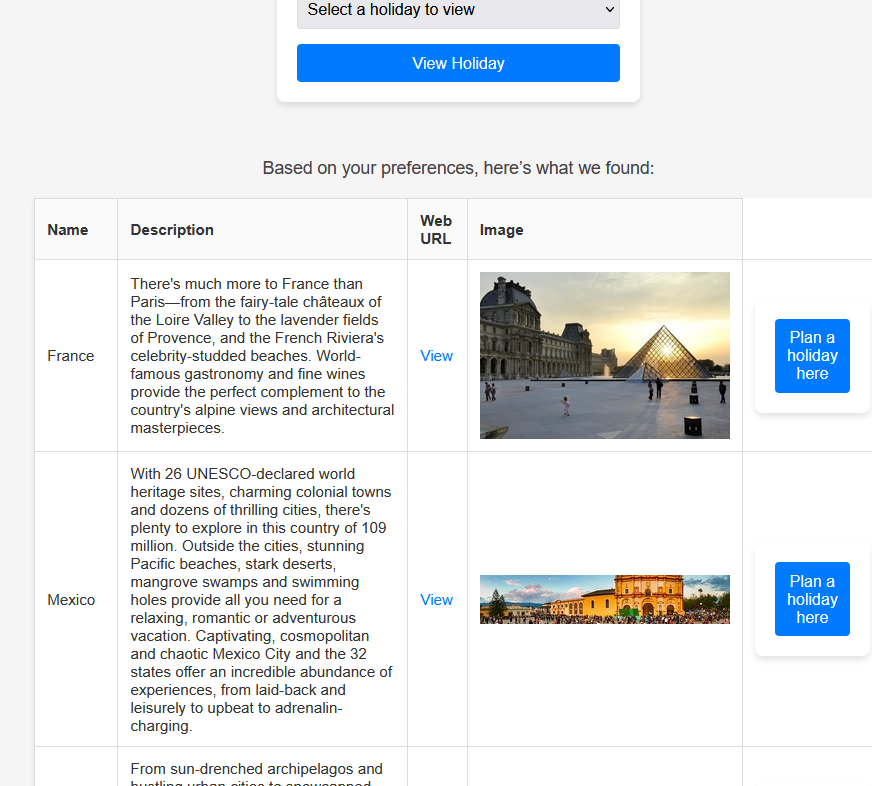 Select a holiday to view
View Holiday
Based on your preferences, here’s what we found:
Name
Description
Web
URL
Image
France
There's much more to France than
Paris—from the fairy-tale châteaux of
the Loire Valley to the lavender fields
of Provence, and the French Riviera's
celebrity-studded beaches. World-
famous gastronomy and fine wines
provide the perfect complement to the
country's alpine views and architectural
masterpieces.
View
Plan a
holiday
here
Mexico
With 26 UNESCO-declared world
heritage sites, charming colonial towns
and dozens of thrilling cities, there's
plenty to explore in this country of 109
million. Outside the cities, stunning
Pacific beaches, stark deserts,
mangrove swamps and swimming
holes provide all you need for a
relaxing, romantic or adventurous
vacation. Captivating, cosmopolitan
and chaotic Mexico City and the 32
states offer an incredible abundance of
experiences, from laid-back and
leisurely to upbeat to adrenalin-
charging.
View
Plan a
holiday
here
From sun-drenched archipelagos and
bustling urban cities to snowcapped